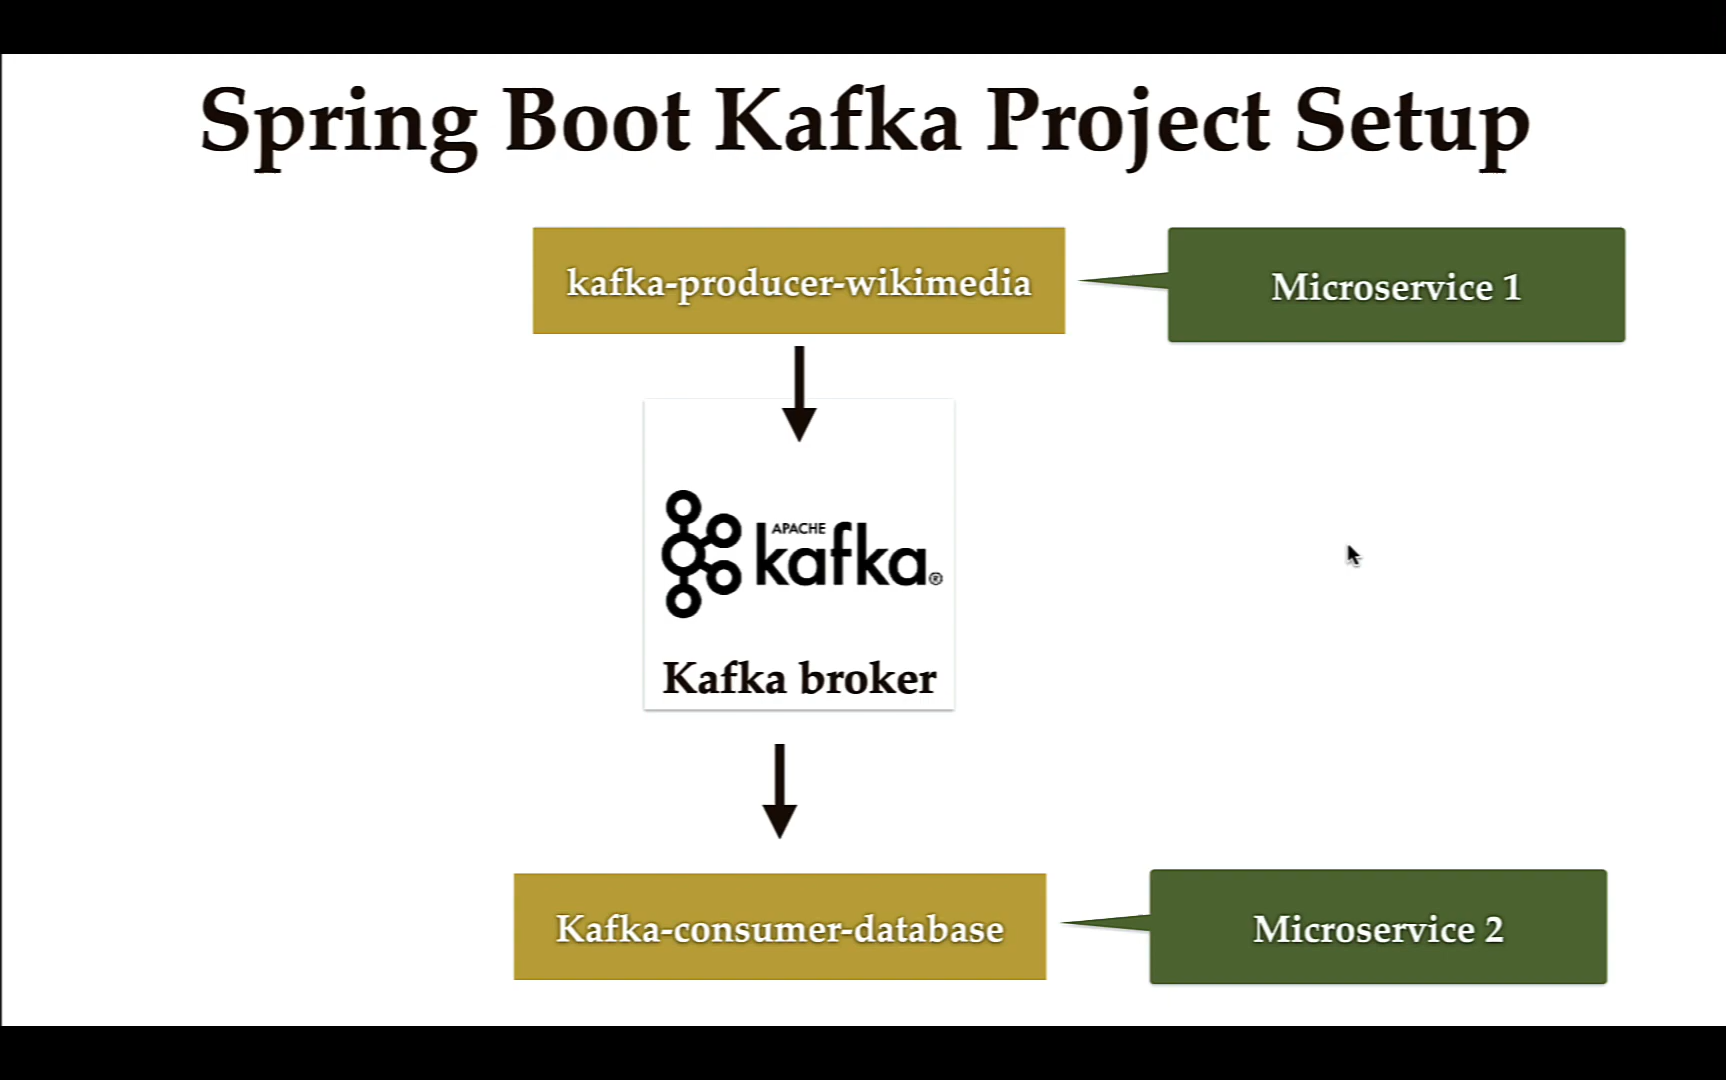 Spring Boot Kafka Project Setup
kafka-producer-wikimedia
Microservice 1
APACHE
kafka®
Kafka broker
Kafka-consumer-database
Microservice 2